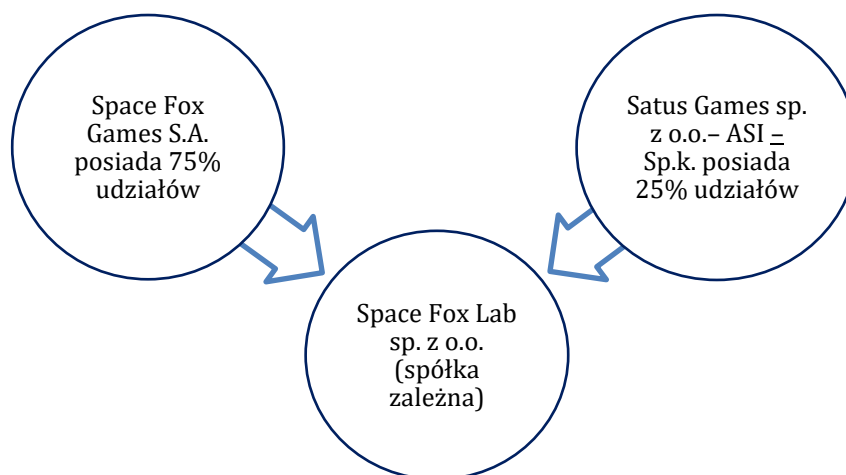 Space Fox
Games S.A.
posiada 75%
udziałów
Satus Games sp.
z o.o.– ASI –
Sp.k. posiada
25% udziałów
Space Fox Lab
sp. z o.o.
(spółka
zależna)